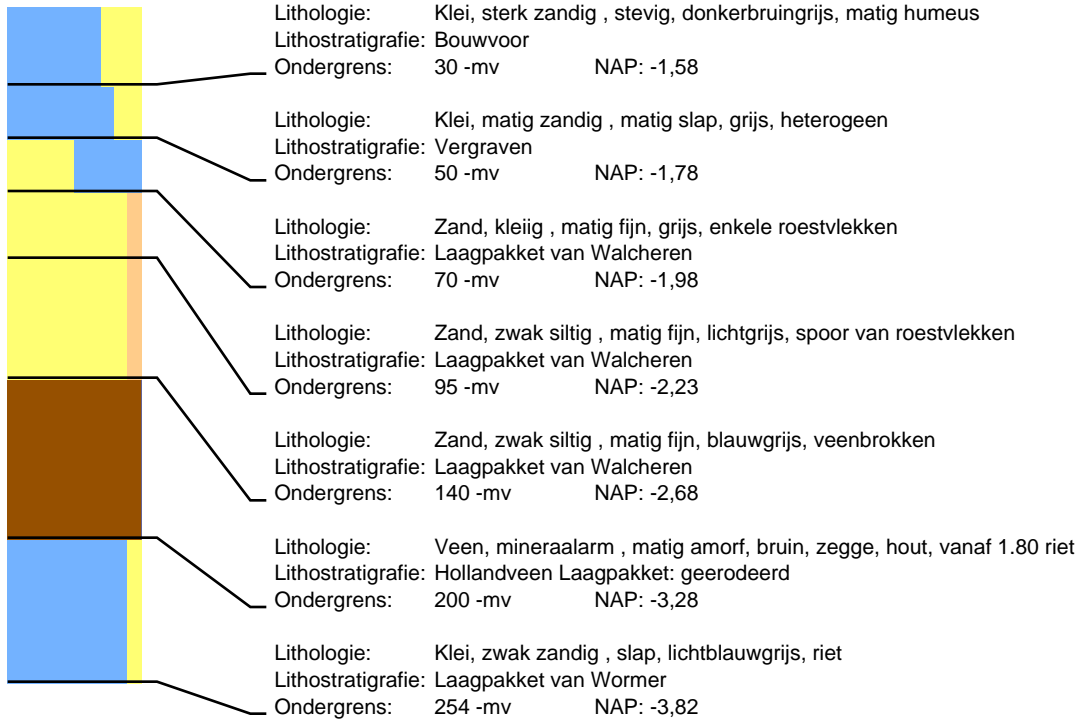 Lithologie: Klei, sterk zandig , stevig, donkerbruingrijs, matig humeus
Lithostratigrafie: Bouwvoor
Ondergrens: 30 -mv NAP: -1,58
Lithologie: Klei, matig zandig , matig slap, grijs, heterogeen
Lithostratigrafie: Vergraven
Ondergrens: 50 -mv NAP: -1,78
Lithologie: Zand, kleiig , matig fijn, grijs, enkele roestvlekken
Lithostratigrafie: Laagpakket van Walcheren
Ondergrens: 70 -mv NAP: -1,98
Lithologie: Zand, zwak siltig , matig fijn, lichtgrijs, spoor van roestvlekken
Lithostratigrafie: Laagpakket van Walcheren
Ondergrens: 95 -mv NAP: -2,23
Lithologie: Zand, zwak siltig , matig fijn, blauwgrijs, veenbrokken
Lithostratigrafie: Laagpakket van Walcheren
Ondergrens: 140 -mv NAP: -2,68
Lithologie: Veen, mineraalarm , matig amorf, bruin, zegge, hout, vanaf 1.80 riet
Lithostratigrafie: Hollandveen Laagpakket: geerodeerd
Ondergrens: 200 -mv NAP: -3,28
Lithologie: Klei, zwak zandig , slap, lichtblauwgrijs, riet
Lithostratigrafie: Laagpakket van Wormer
Ondergrens: 254 -mv NAP: -3,82